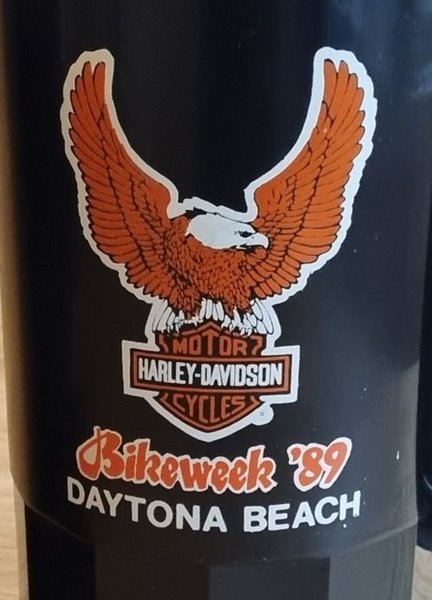 MOTOR
HARLEY-DAVIDSON
CYCLES
®
Bikeweek '89
DAYTONA BEACH